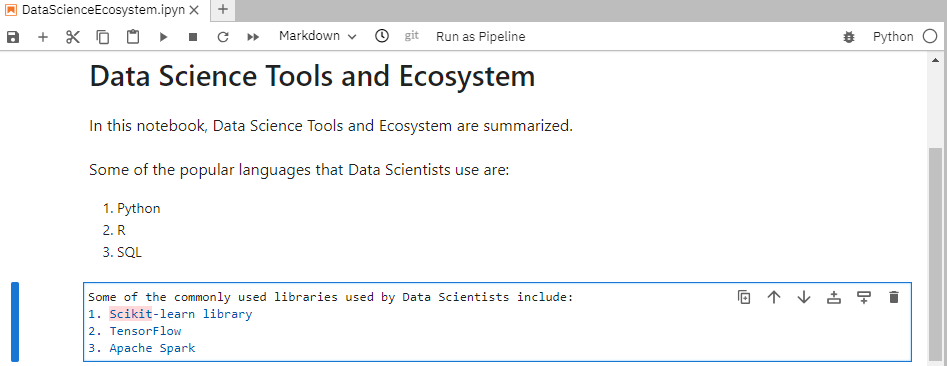 DataScienceEcosystem.ipyn
Markdown git Run as Pipeline Python
Data Science Tools and Ecosystem
In this notebook, Data Science Tools and Ecosystem are summarized.
Some of the popular languages that Data Scientists use are:
1. Python
2. R
3. SQL
Some of the commonly used libraries used by Data Scientists include:
1. Scikit-learn library
2. TensorFlow
3. Apache Spark